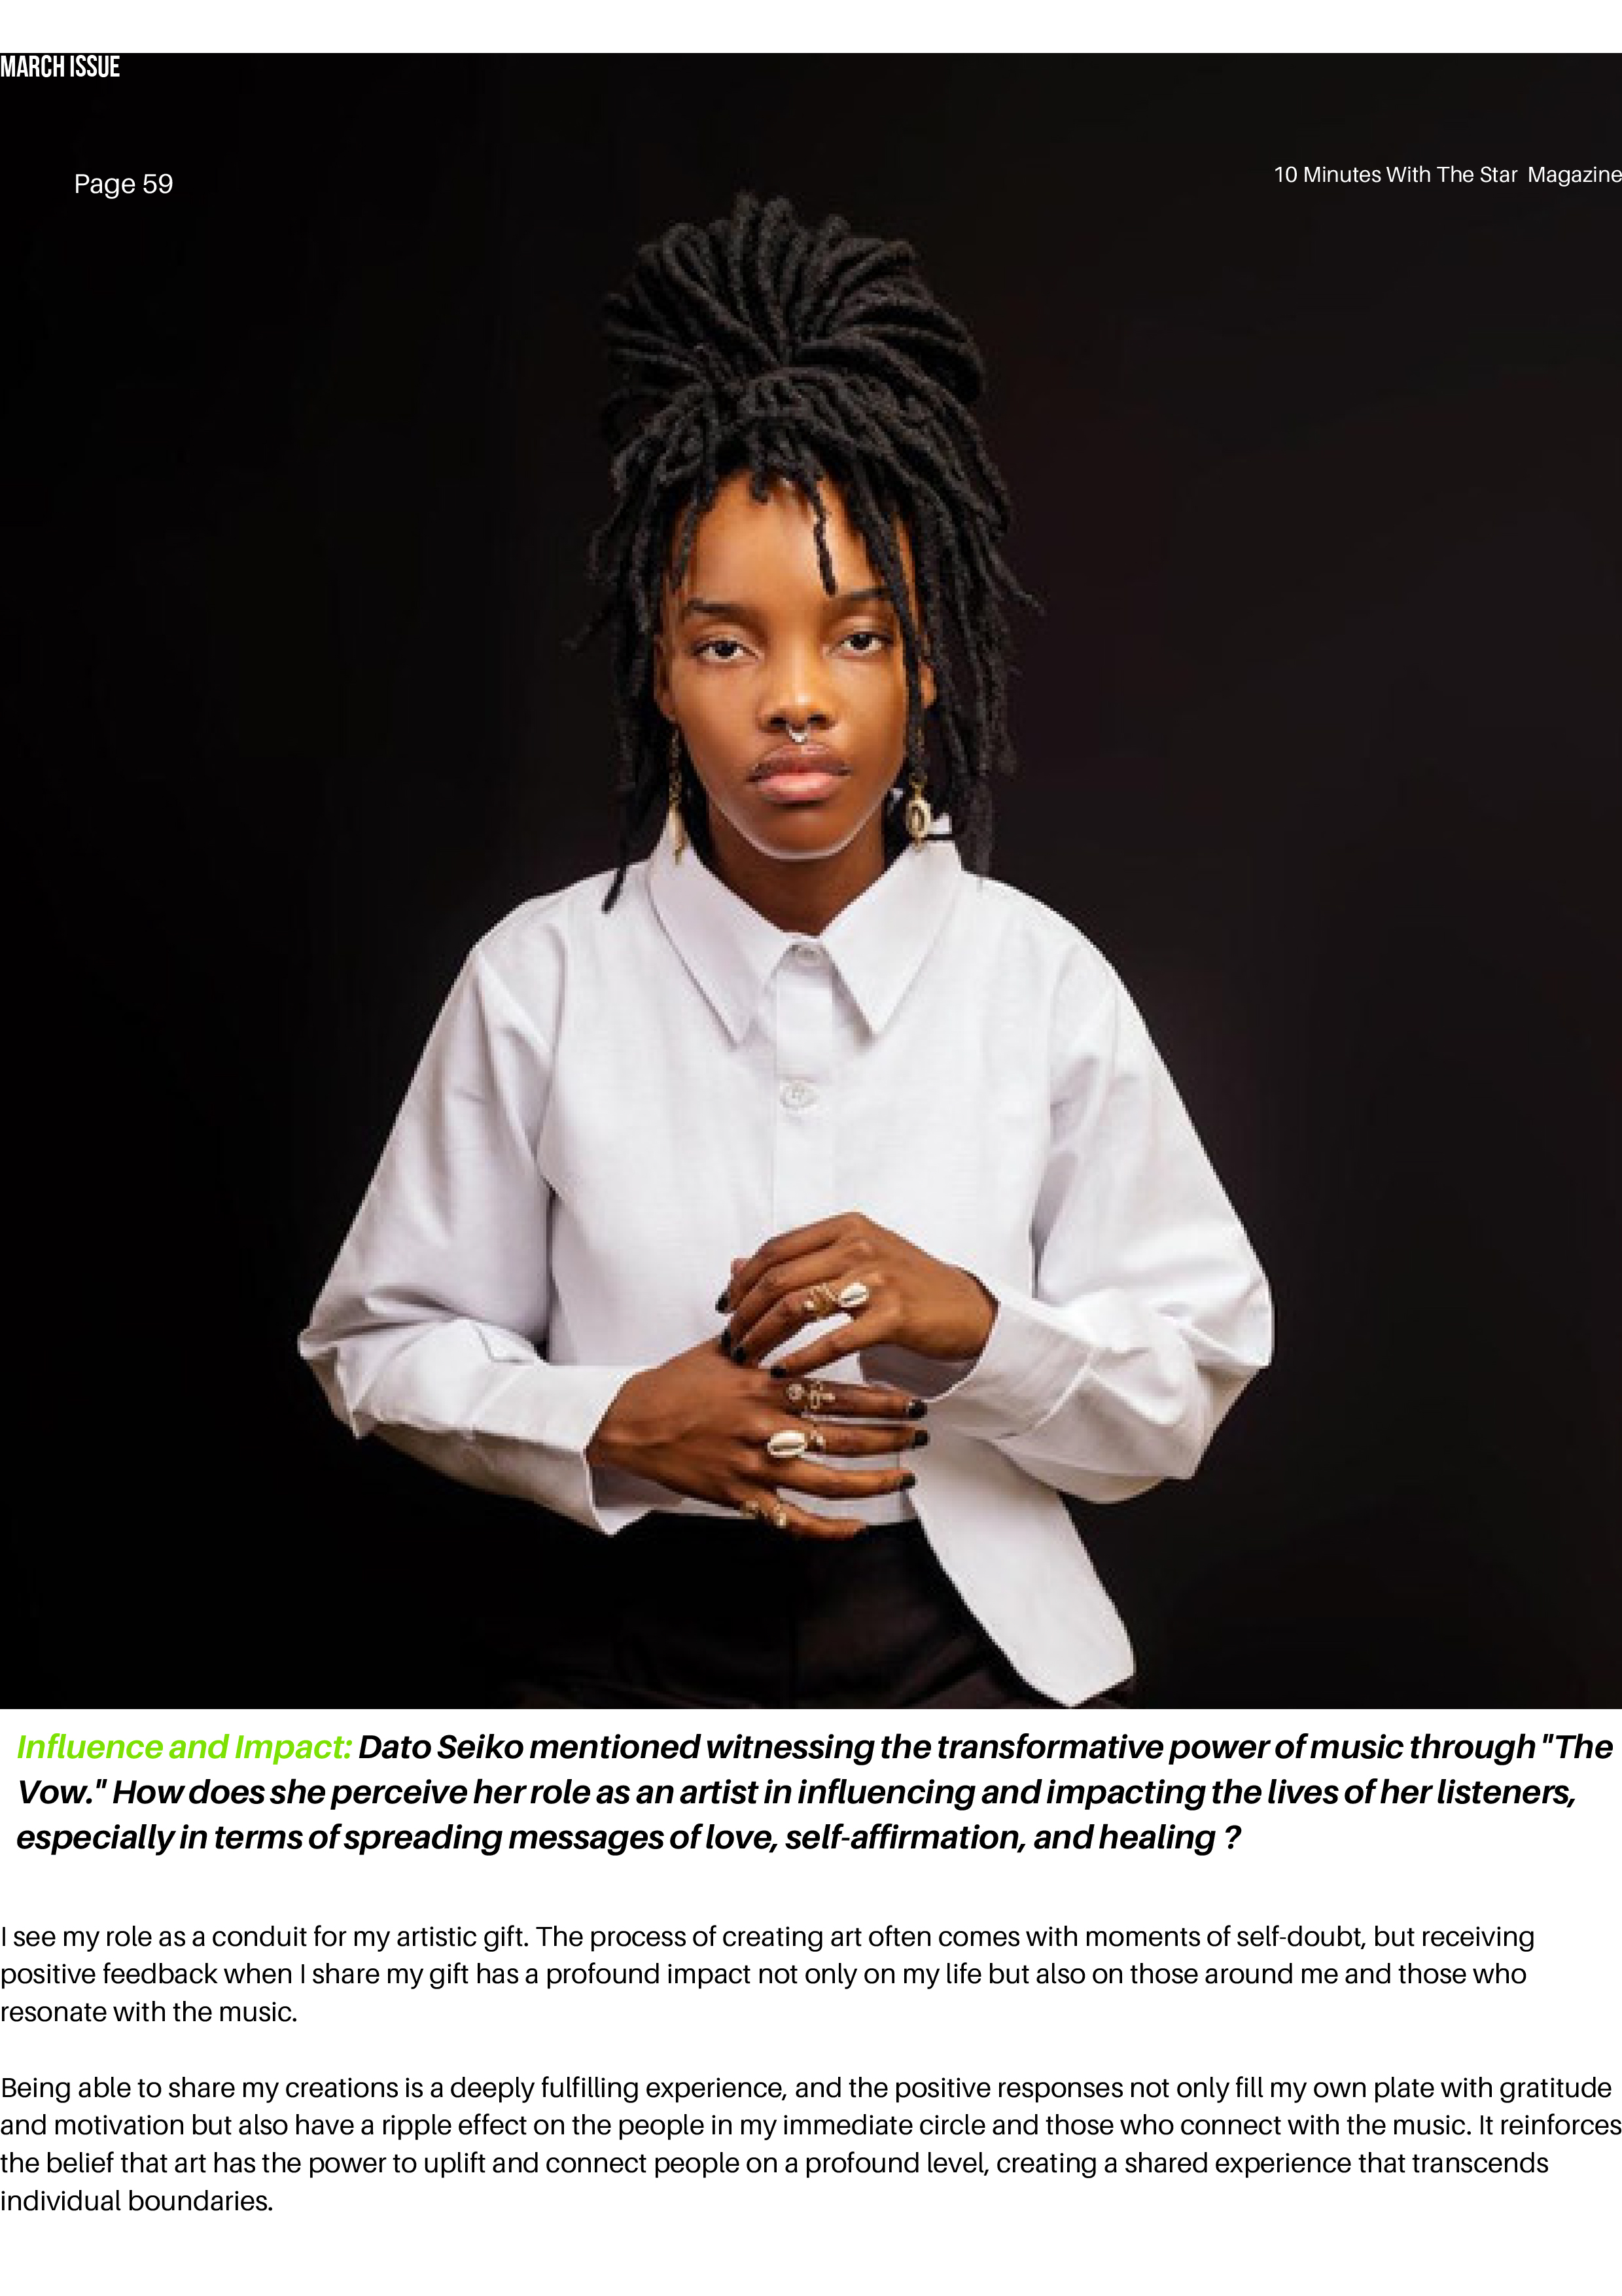 MARCH ISSUE
Page 59
10 Minutes With The Star Magazine
Influence and Impact: Dato Seiko mentioned witnessing the transformative power of music through "The
Vow." How does she perceive her role as an artist in influencing and impacting the lives of her listeners,
especially in terms of spreading messages of love, self-affirmation, and healing ?
I see my role as a conduit for my artistic gift. The process of creating art often comes with moments of self-doubt, but receiving
positive feedback when I share my gift has a profound impact not only on my life but also on those around me and those who
resonate with the music.
Being able to share my creations is a deeply fulfilling experience, and the positive responses not only fill my own plate with gratitude
and motivation but also have a ripple effect on the people in my immediate circle and those who connect with the music. It reinforces
the belief that art has the power to uplift and connect people on a profound level, creating a shared experience that transcends
individual boundaries.